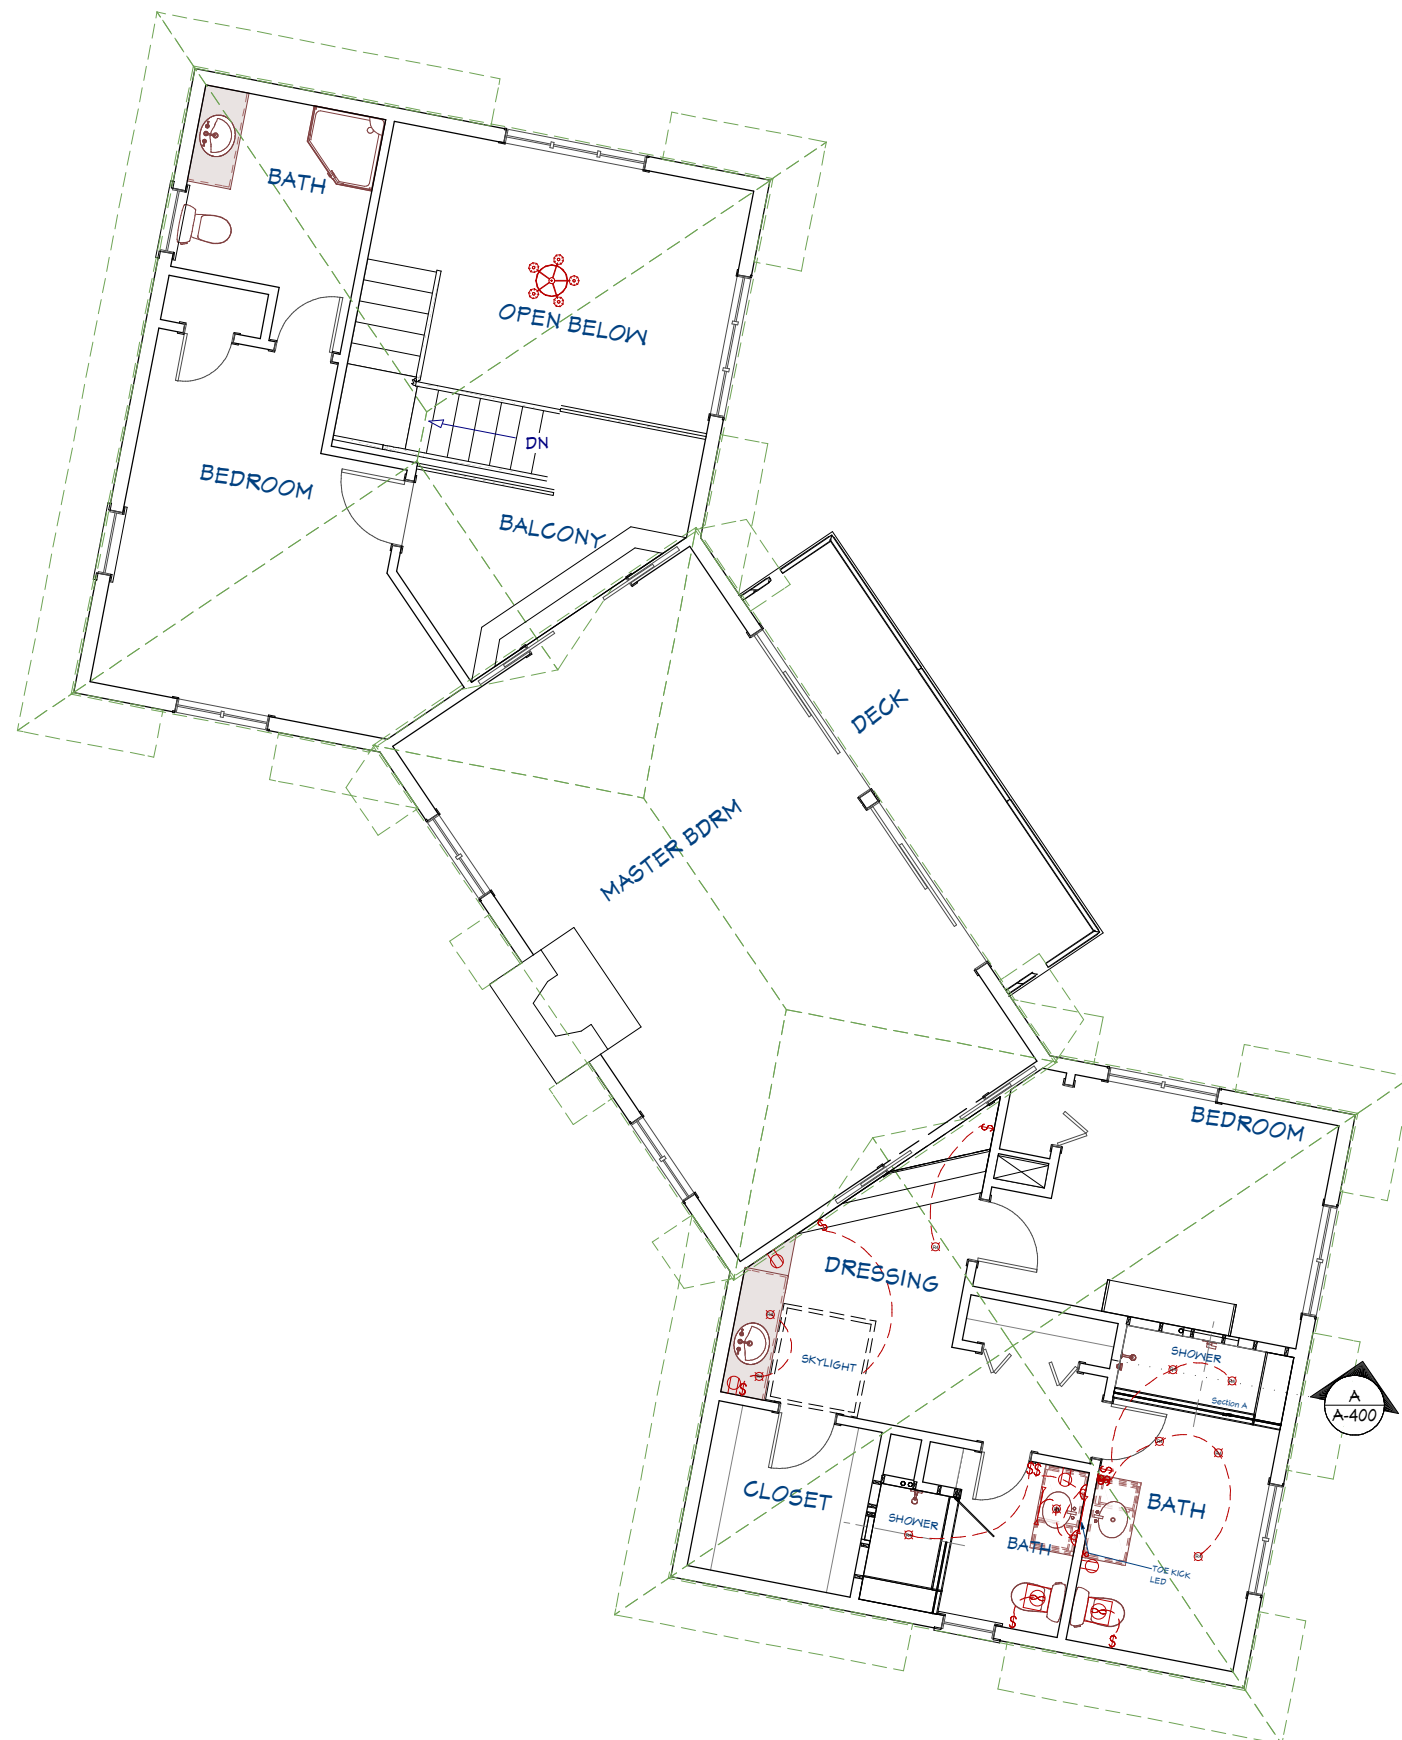 BATH
OPEN BELOW
DN
BEDROOM
BALCONY
DECK
MASTER BDRM
BEDROOM
DRESSING
SHOWER
SKYLIGHT
Section A
A
A-400
CLOSET
BATH
SHOWER
BATH
TOE KICK
LED
$
$
$
$$
$
$
$